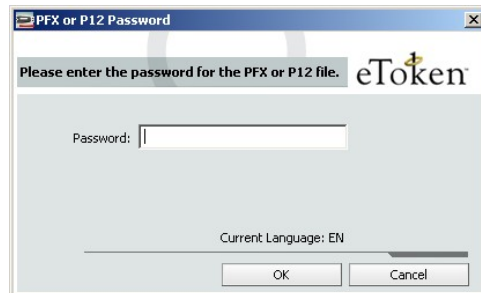 PFX or P12 Password
Please enter the password for the PFX or P12 file.
eToken
Password:
Current Language: EN
OK
Cancel